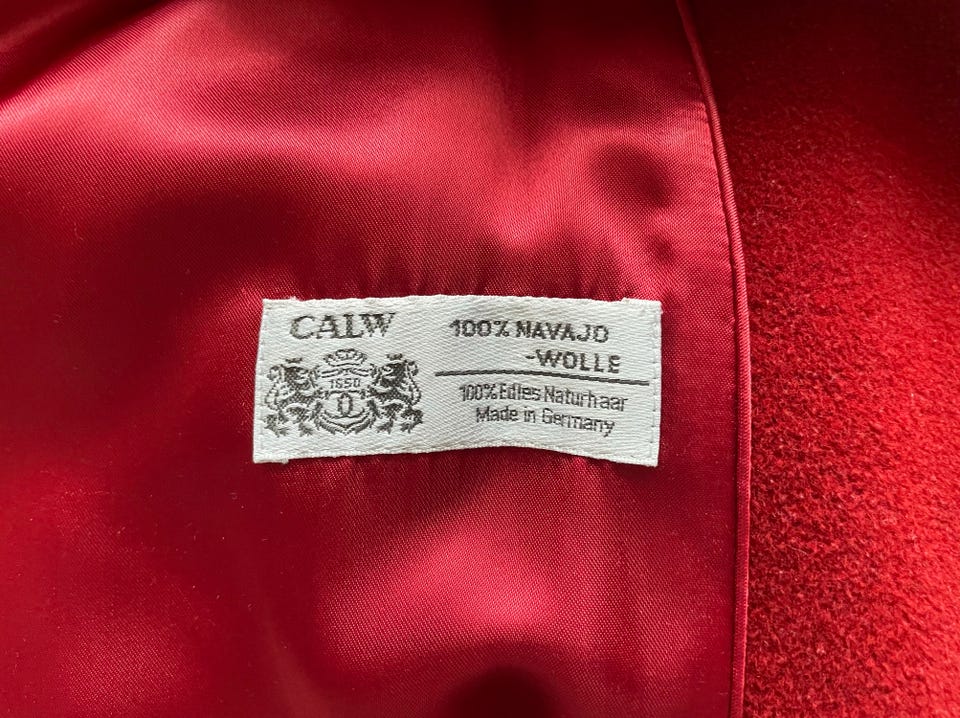 CALW
1650
100% NAVAJO
-WOLLE
100% Edles Naturhaar
Made in Germany